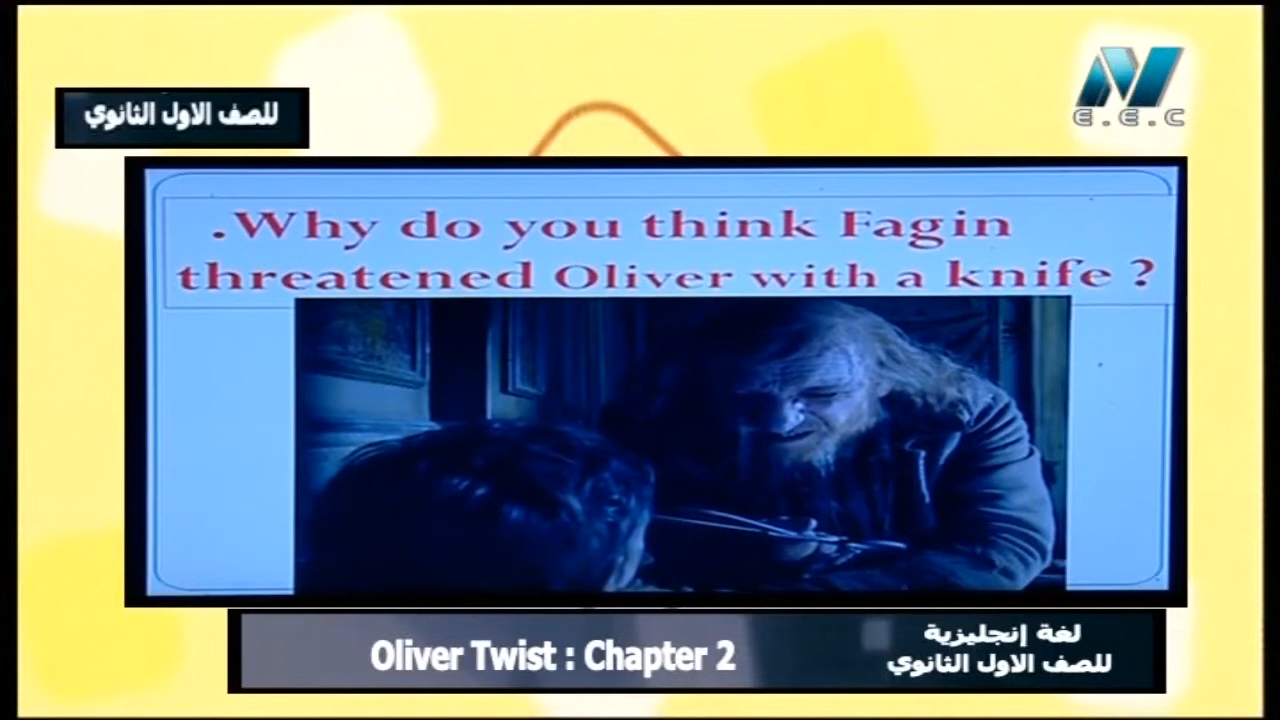 للصف الاول الثانوي
E.E.C
.Why do you think Fagin
threatened Oliver with a knife ?
Oliver Twist : Chapter 2
لغة إنجليزية
للصف الاول الثانوي